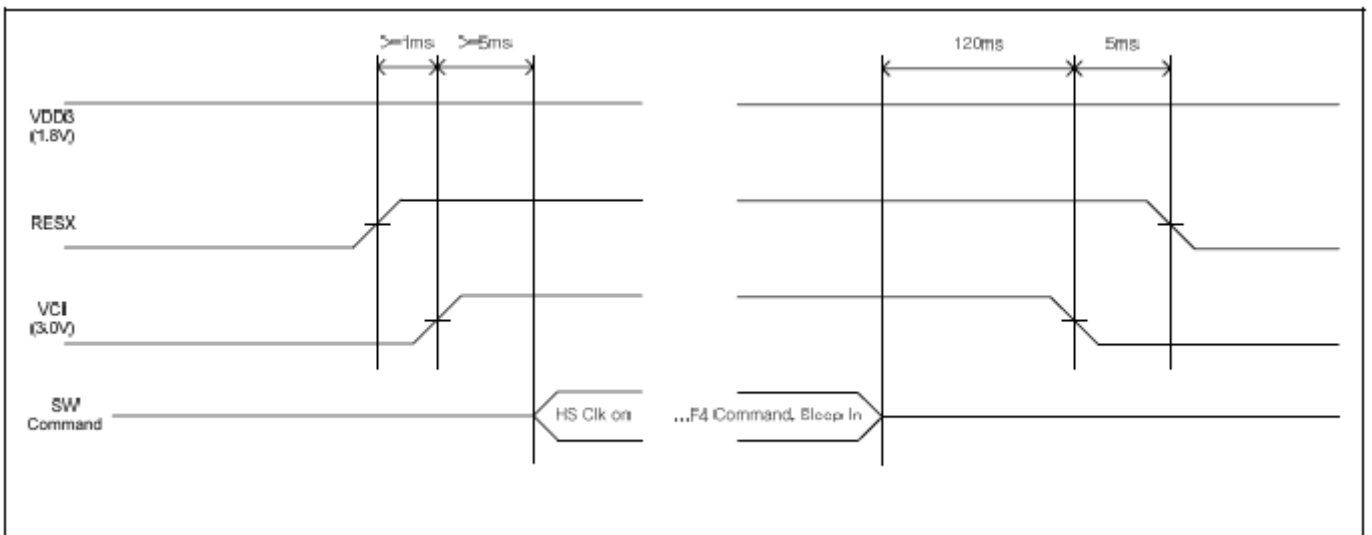 >=1ms
>=5ms
120ms
5ms
VDD3
(1.8V)
RESX
VCI
(3.0V)
SW
Command
HS Clk on
...F4 Command, Sleep In